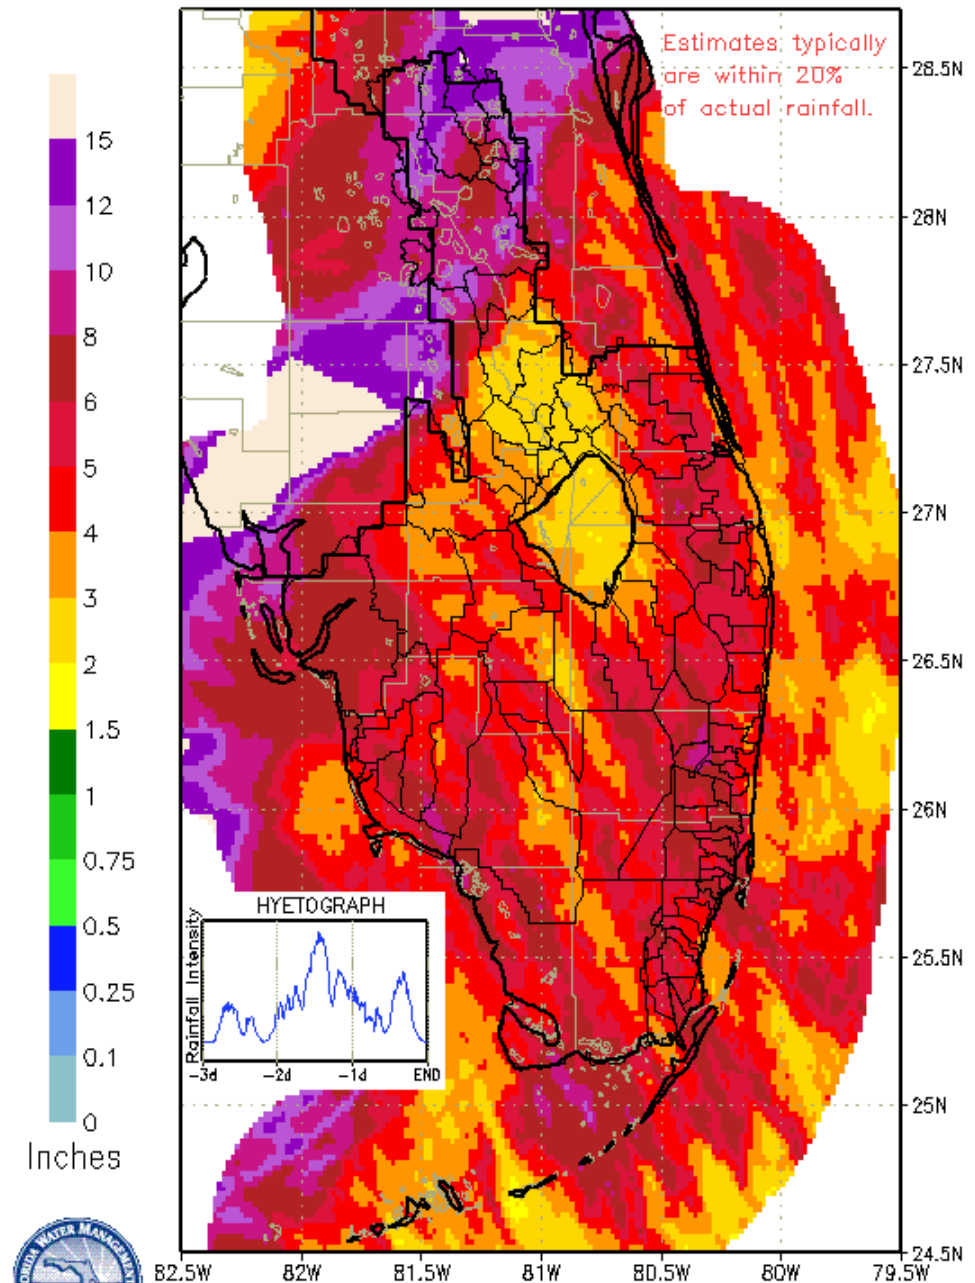 Estimates typically
are within 20%
of actual rainfall.
28.5N
28N
27.5N
27N
26.5N
26N
25.5N
25N
24.5N
82.5W
82W
81.5W
81W
80.5W
80W
79.5W
15
12
10
8
6
5
4
3
2
1.5
1
0.75
0.5
0.25
0.1
0
Inches
HYETOGRAPH
Rainfall Intensity
-3d
-2d
-1d
END
WATER